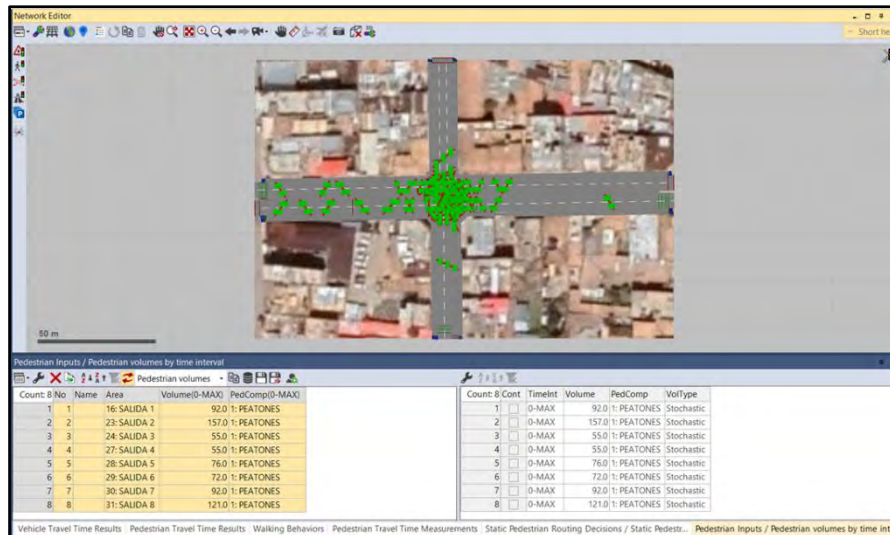 Network Editor
Short he
50 m
Pedestrian Inputs / Pedestrian volumes by time interval
Pedestrian volumes
Count: 8 No Name Area Volume(0-MAX) PedComp(0-MAX)
1 1 16: SALIDA 1 92.0 1: PEATONES
2 2 23: SALIDA 2 157.0 1: PEATONES
3 3 24: SALIDA 3 55.0 1: PEATONES
4 4 27: SALIDA 4 55.0 1: PEATONES
5 5 28: SALIDA 5 76.0 1: PEATONES
6 6 29: SALIDA 6 72.0 1: PEATONES
7 7 30: SALIDA 7 92.0 1: PEATONES
8 8 31: SALIDA 8 121.0 1: PEATONES
Count: 8 Cont TimeInt Volume PedComp VolType
1 0-MAX 92.0 1: PEATONES Stochastic
2 0-MAX 157.0 1: PEATONES Stochastic
3 0-MAX 55.0 1: PEATONES Stochastic
4 0-MAX 55.0 1: PEATONES Stochastic
5 0-MAX 76.0 1: PEATONES Stochastic
6 0-MAX 72.0 1: PEATONES Stochastic
7 0-MAX 92.0 1: PEATONES Stochastic
8 0-MAX 121.0 1: PEATONES Stochastic
Vehicle Travel Time Results Pedestrian Travel Time Results Walking Behaviors Pedestrian Travel Time Measurements Static Pedestrian Routing Decisions / Static Pedestr... Pedestrian Inputs / Pedestrian volumes by time int